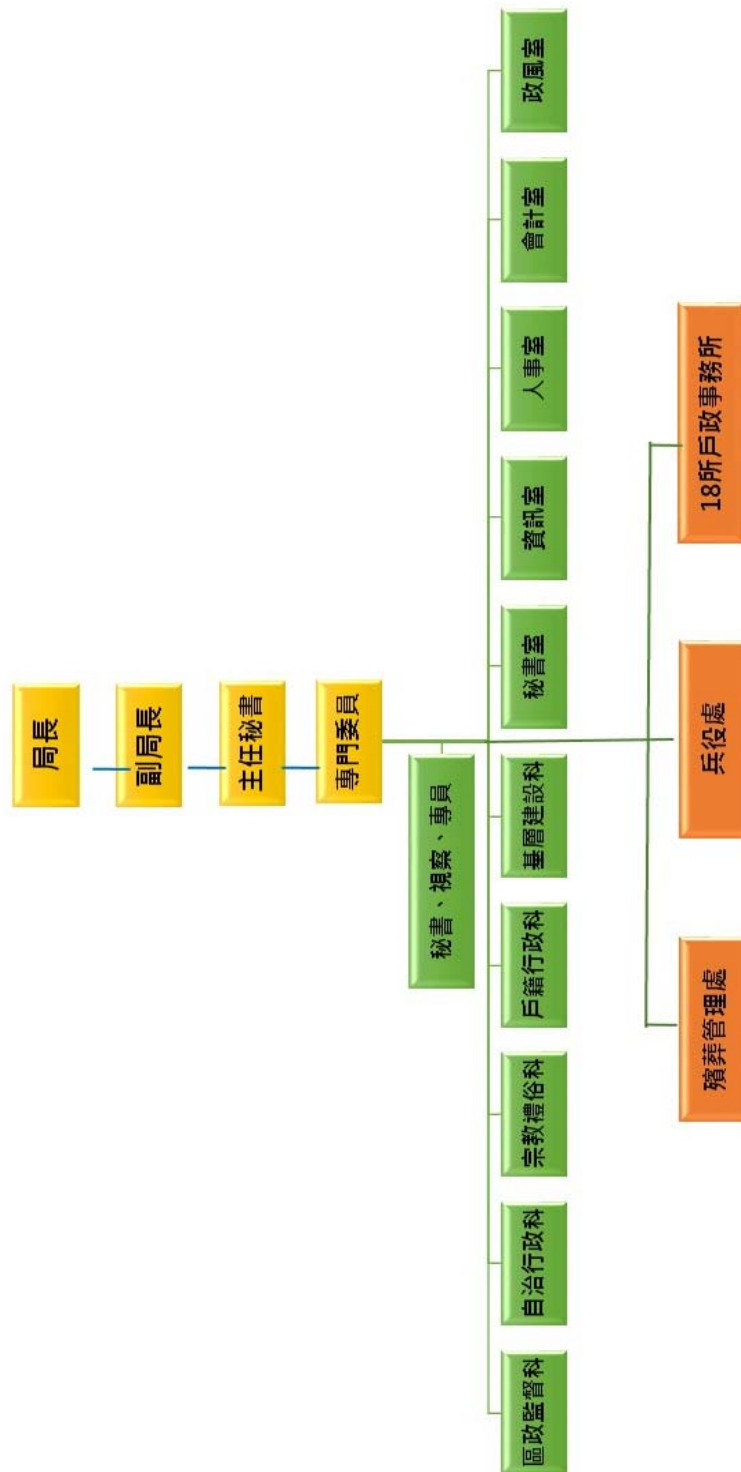 局長
副局長
主任秘書
專門委員
秘書、視察、專員
區政監督科
自治行政科
宗教禮俗科
戶籍行政科
基層建設科
秘書室
資訊室
人事室
會計室
政風室
殯葬管理處
兵役處
18所戶政事務所